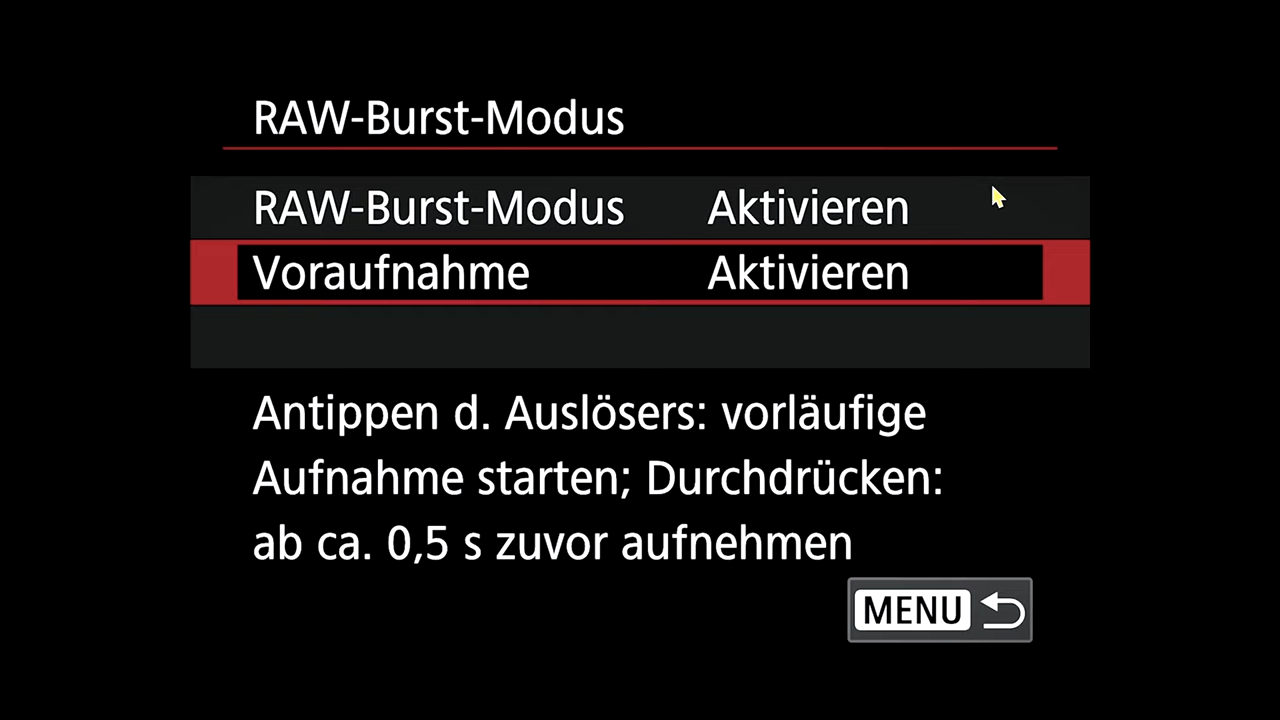 RAW-Burst-Modus
RAW-Burst-Modus Aktivieren
Voraufnahme Aktivieren
Antippen d. Auslösers: vorläufige
Aufnahme starten; Durchdrücken:
ab ca. 0,5 s zuvor aufnehmen
MENU